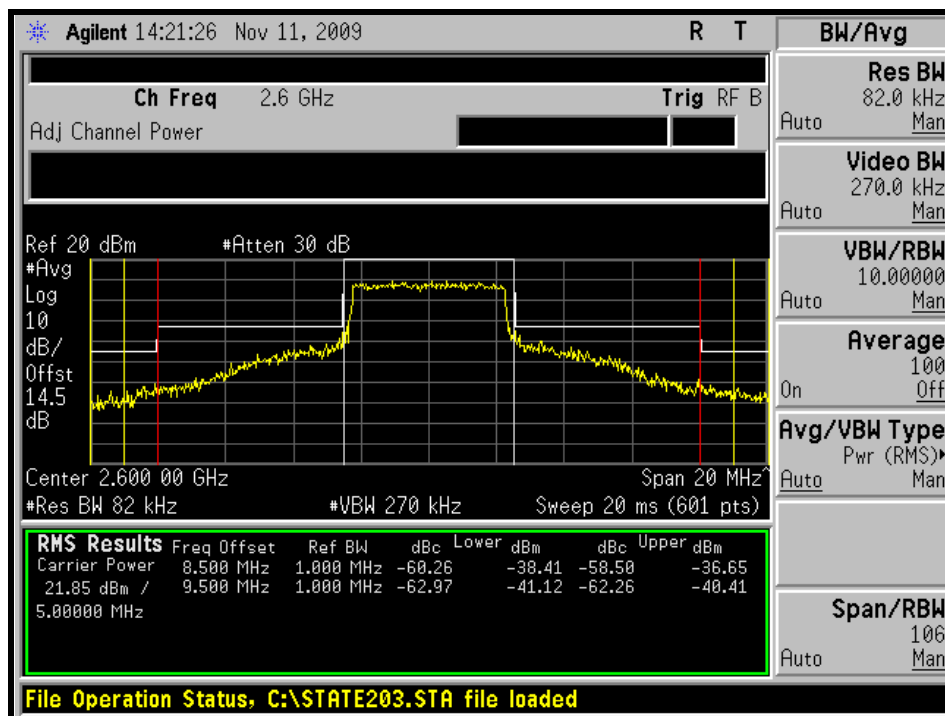 Agilent 14:21:26 Nov 11, 2009 R T
Ch Freq 2.6 GHz Trig RF B
Adj Channel Power
Ref 20 dBm #Atten 30 dB
#Avg
Log
10
dB/
Offst
14.5
dB
Center 2.600 00 GHz Span 20 MHz^
#Res BW 82 kHz #VBW 270 kHz Sweep 20 ms (601 pts)
RMS Results Freq Offset Ref BW dBc Lower dBm dBc Upper dBm
Carrier Power 8.500 MHz 1.000 MHz -60.26 -38.41 -58.50 -36.65
21.85 dBm / 9.500 MHz 1.000 MHz -62.97 -41.12 -62.26 -40.41
5.00000 MHz
File Operation Status, C:\STATE203.STA file loaded
BW/Avg
Res BW
82.0 kHz
Auto Man
Video BW
270.0 kHz
Auto Man
VBW/RBW
10.00000
Auto Man
Average
100
On Off
Avg/VBW Type
Pwr (RMS)▸
Auto Man
Span/RBW
106
Auto Man